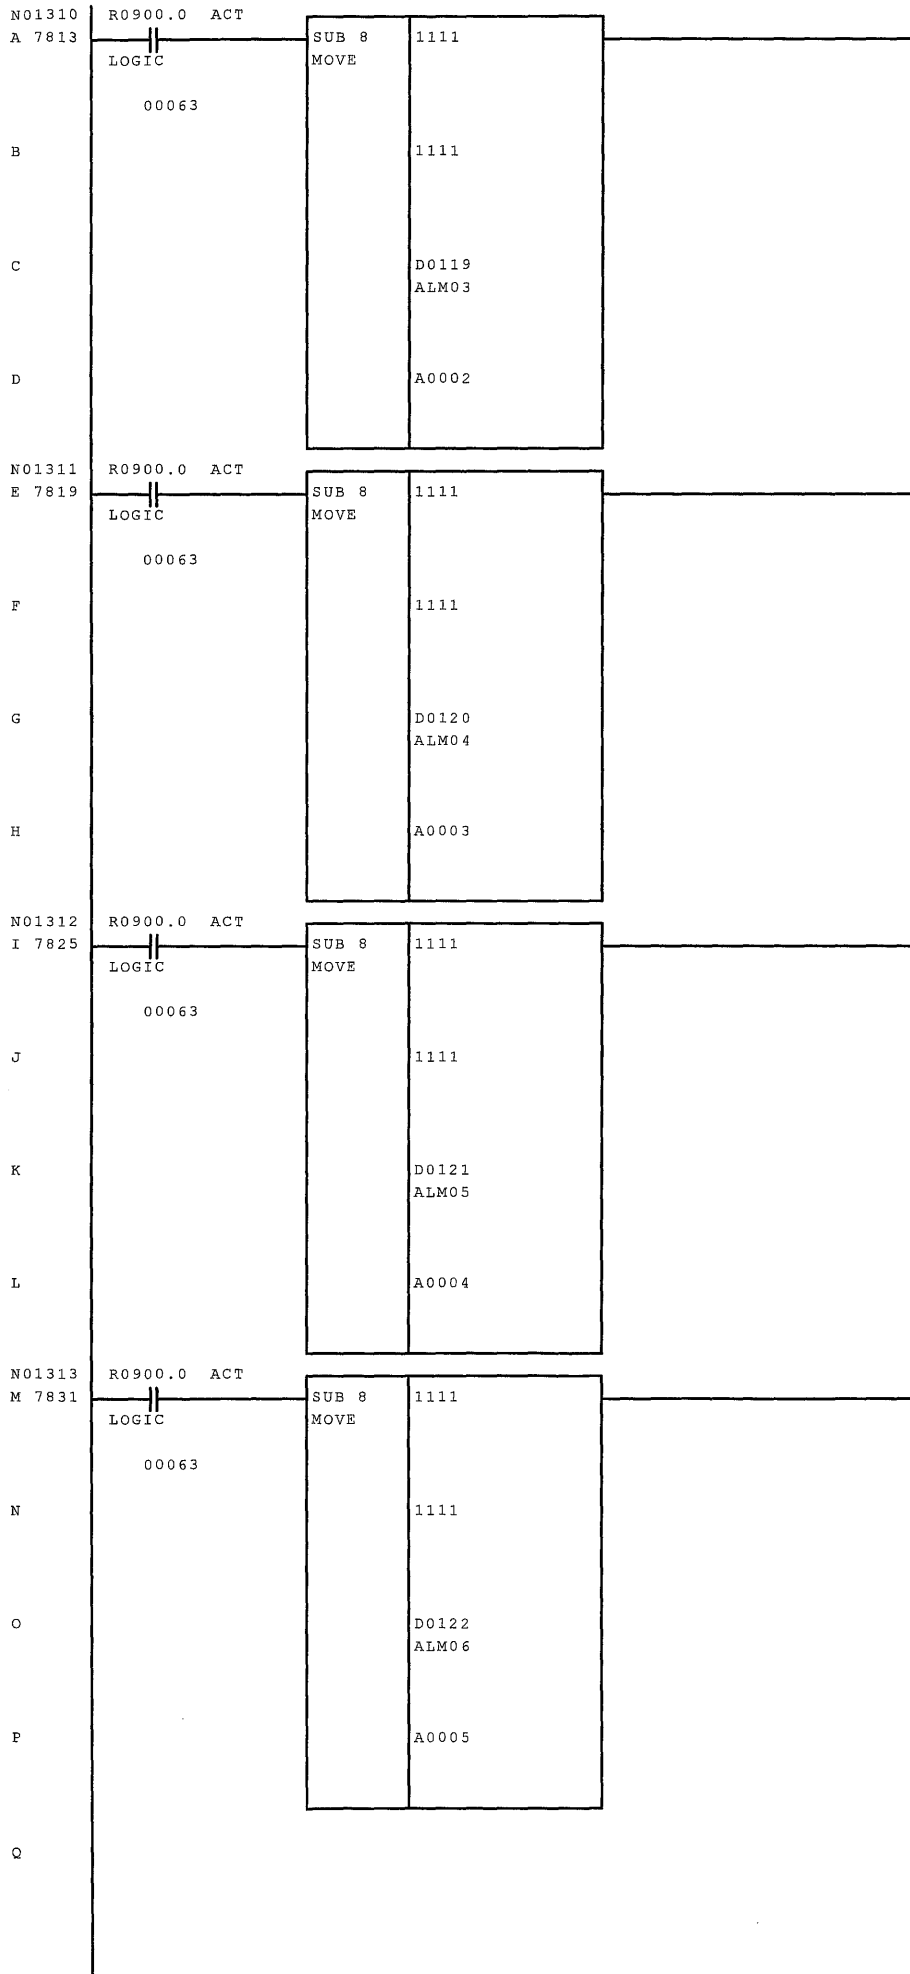 N01310 R0900.0 ACT
A 7813 SUB 8 1111
LOGIC MOVE
00063
B 1111
C D0119
ALM03
D A0002
N01311 R0900.0 ACT
E 7819 SUB 8 1111
LOGIC MOVE
00063
F 1111
G D0120
ALM04
H A0003
N01312 R0900.0 ACT
I 7825 SUB 8 1111
LOGIC MOVE
00063
J 1111
K D0121
ALM05
L A0004
N01313 R0900.0 ACT
M 7831 SUB 8 1111
LOGIC MOVE
00063
N 1111
O D0122
ALM06
P A0005
Q